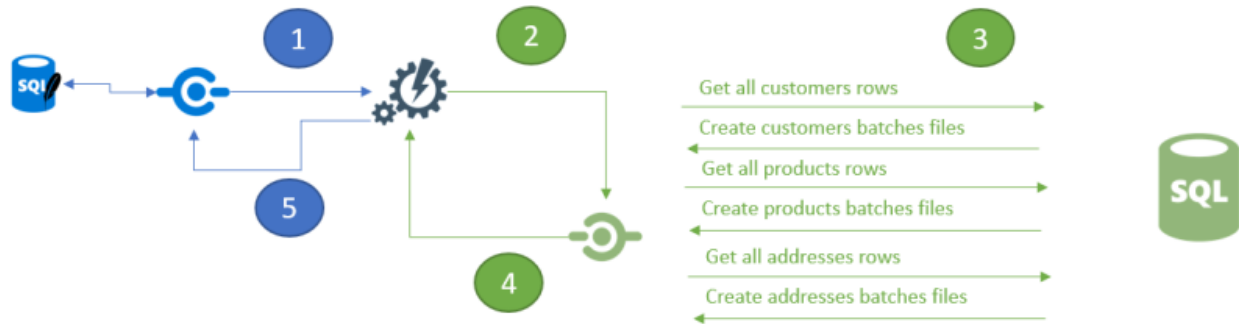 1
2
3
SQL
Get all customers rows
Create customers batches files
Get all products rows
SQL
5
Create products batches files
Get all addresses rows
4
Create addresses batches files